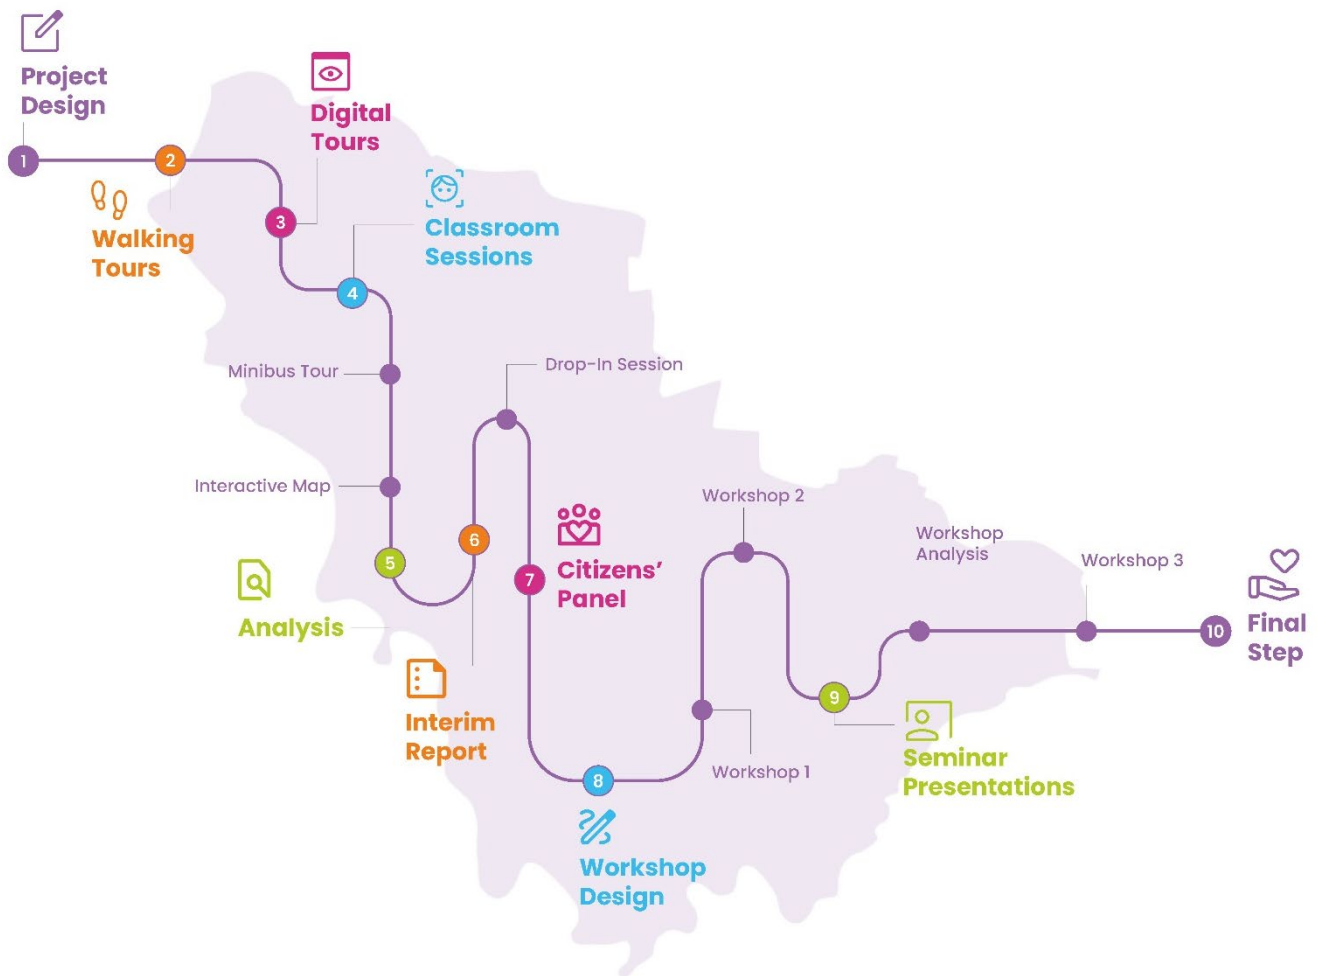 Project
Design
1
2
Walking
Tours
Digital
Tours
3
Classroom
Sessions
4
Minibus Tour
Interactive Map
5
Analysis
6
Interim
Report
Drop-In Session
7
Citizens’
Panel
8
Workshop
Design
Workshop 1
Workshop 2
9
Seminar
Presentations
Workshop
Analysis
Workshop 3
10
Final
Step